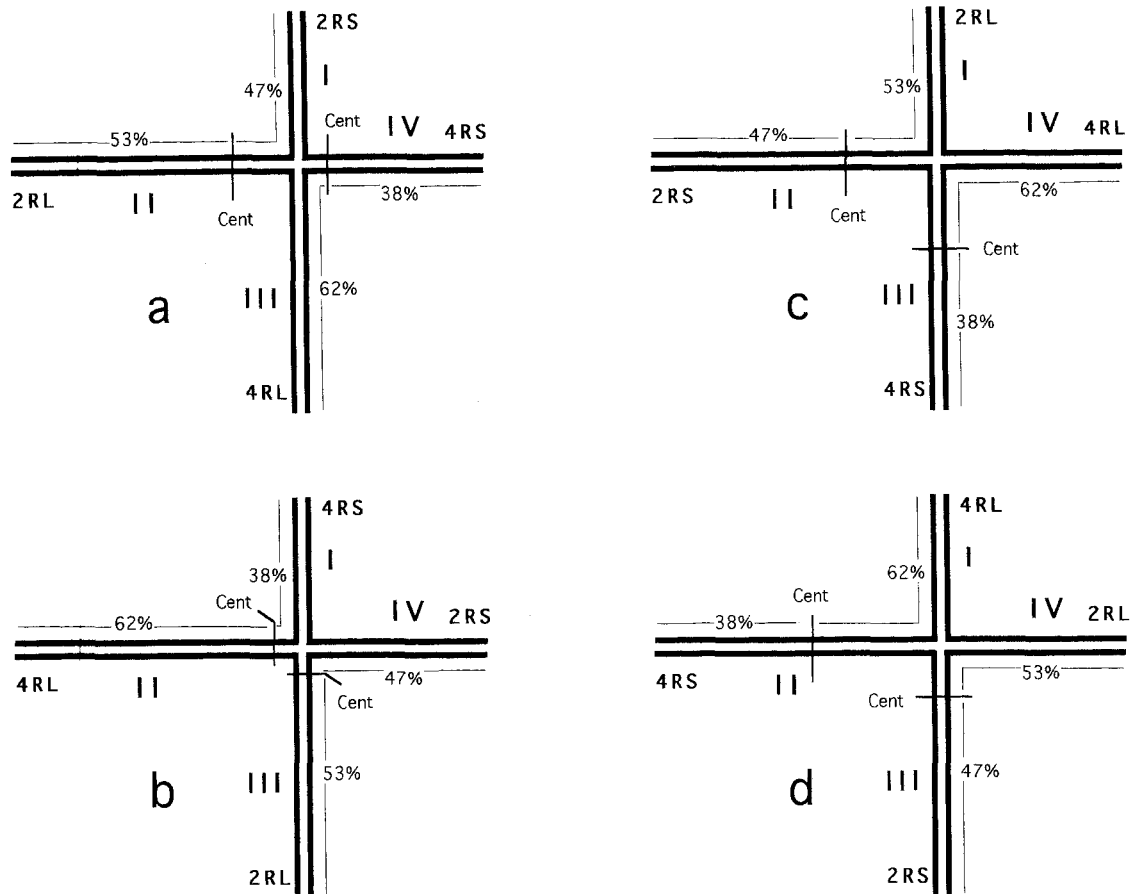 2RS
I
47%
Cent
IV 4RS
53%
38%
2RL II Cent
a
III 62%
4RL
2RL
I
53%
IV 4RL
47%
62%
2RS II Cent
Cent
c
III
38%
4RS
4RS
I
38%
Cent
IV 2RS
62%
47%
4RL II
Cent
b
III 53%
2RL
4RL
I
62%
Cent
IV 2RL
38%
53%
4RS II Cent
d
III 47%
2RS